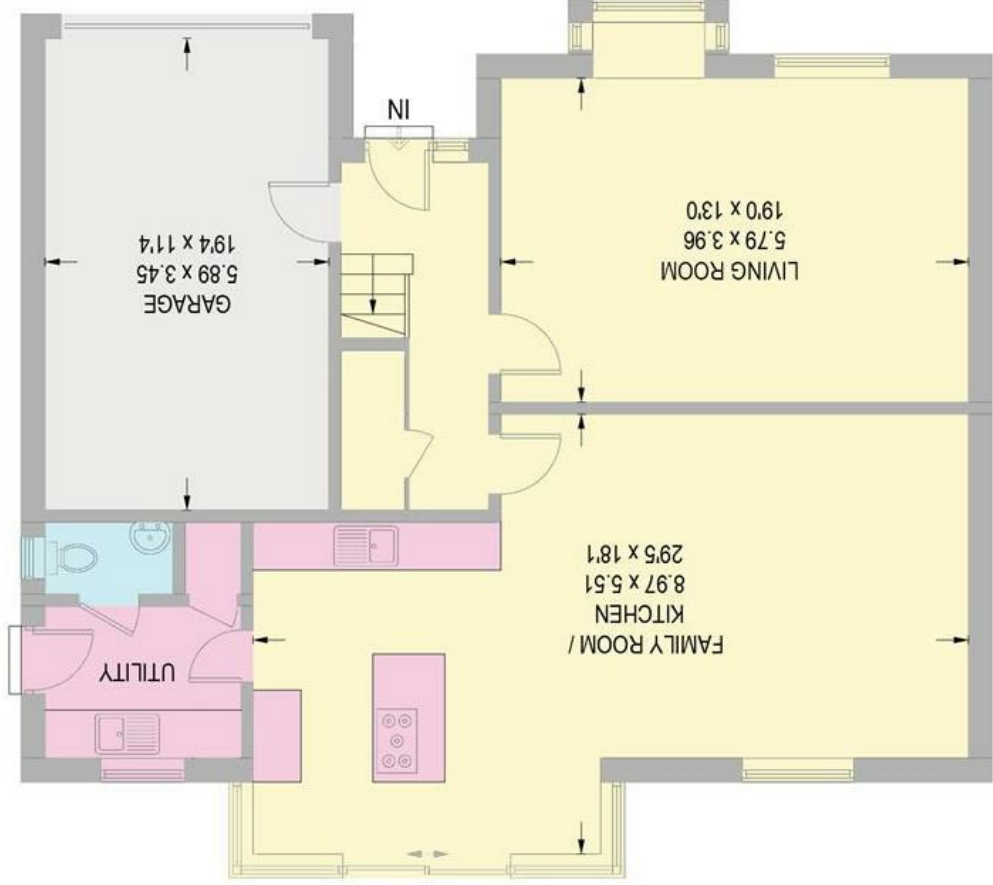 FAMILY ROOM /
KITCHEN
8.97 x 5.51
29'5 x 18'1
UTILITY
LIVING ROOM
5.79 x 3.96
19'0 x 13'0
GARAGE
5.89 x 3.45
19'4 x 11'4
IN